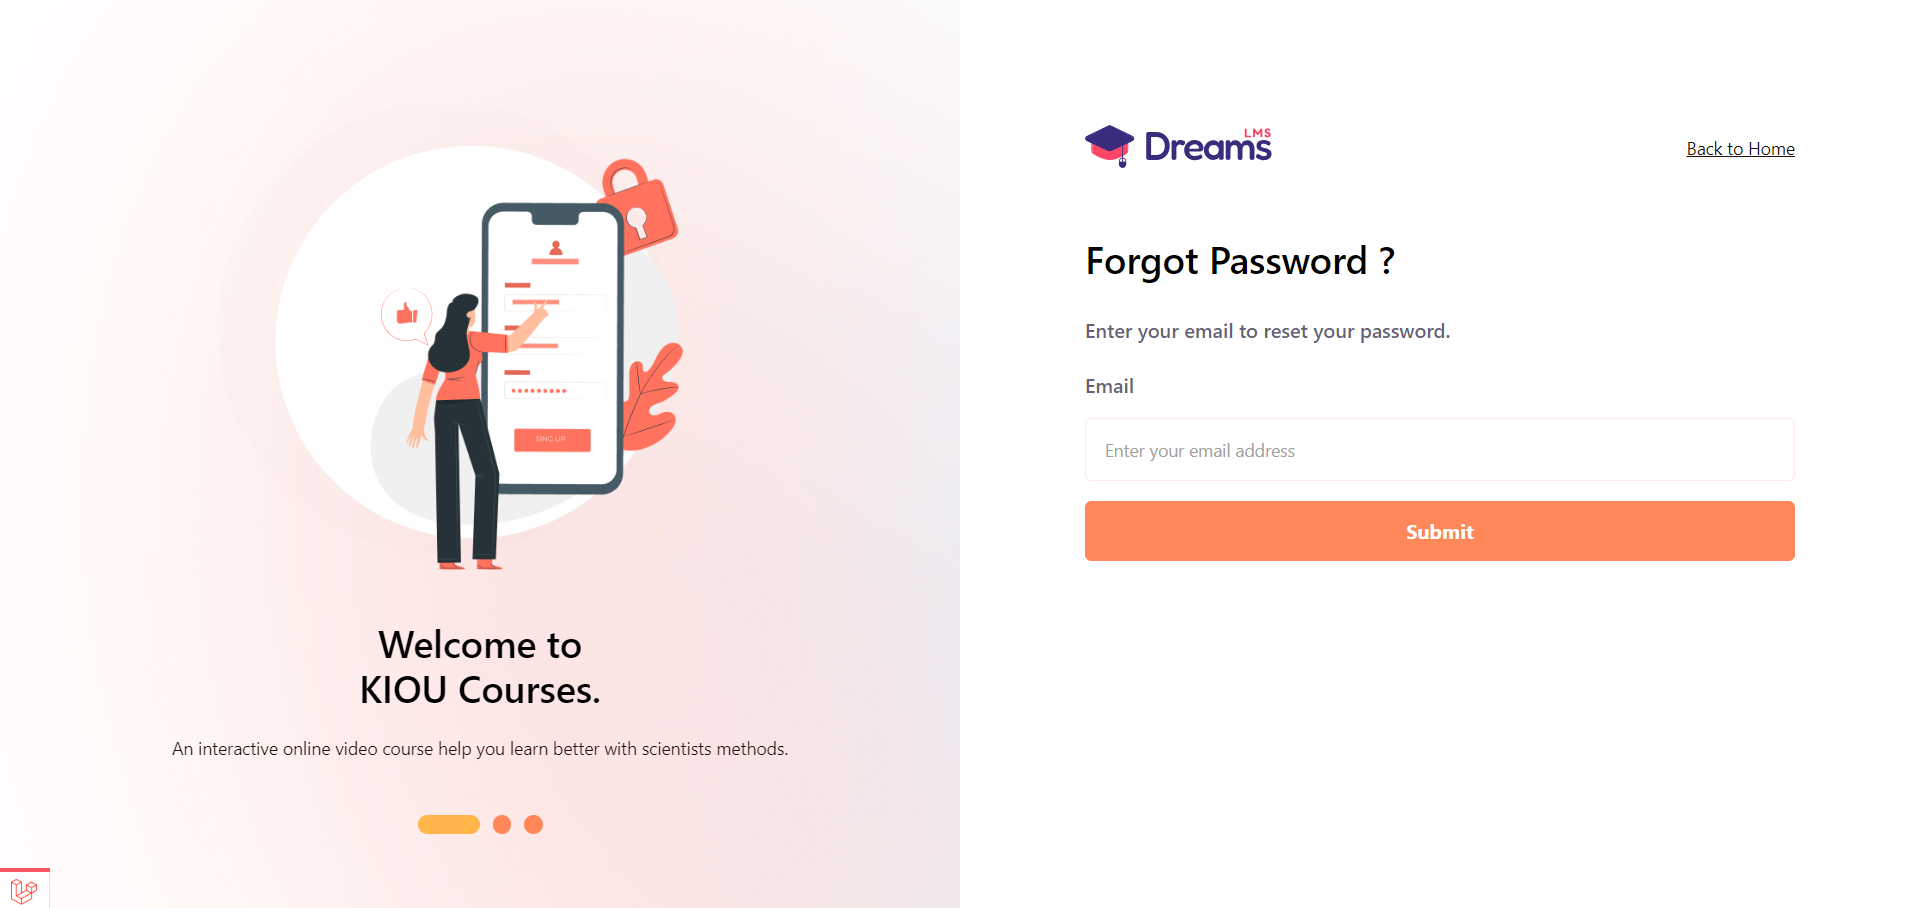 SING UP
Welcome to
KIOU Courses.
An interactive online video course help you learn better with scientists methods.
Dreams LMS
Back to Home
Forgot Password ?
Enter your email to reset your password.
Email
Enter your email address
Submit